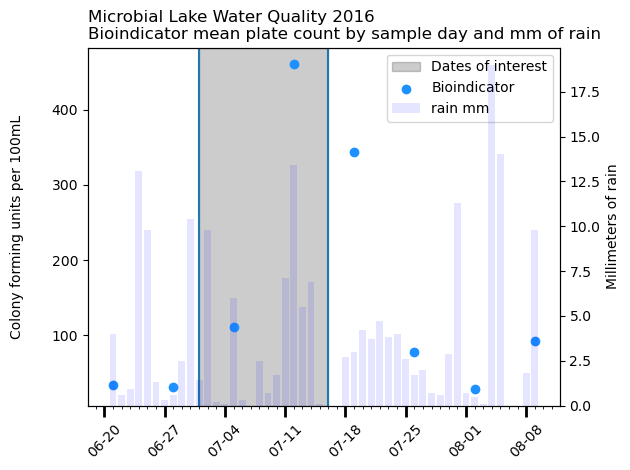 Microbial Lake Water Quality 2016
Bioindicator mean plate count by sample day and mm of rain
Dates of interest
Bioindicator
rain mm
Colony forming units per 100mL
400
300
200
100
17.5
15.0
12.5
10.0
7.5
5.0
2.5
0.0
Millimeters of rain
06-20
06-27
07-04
07-11
07-18
07-25
08-01
08-08